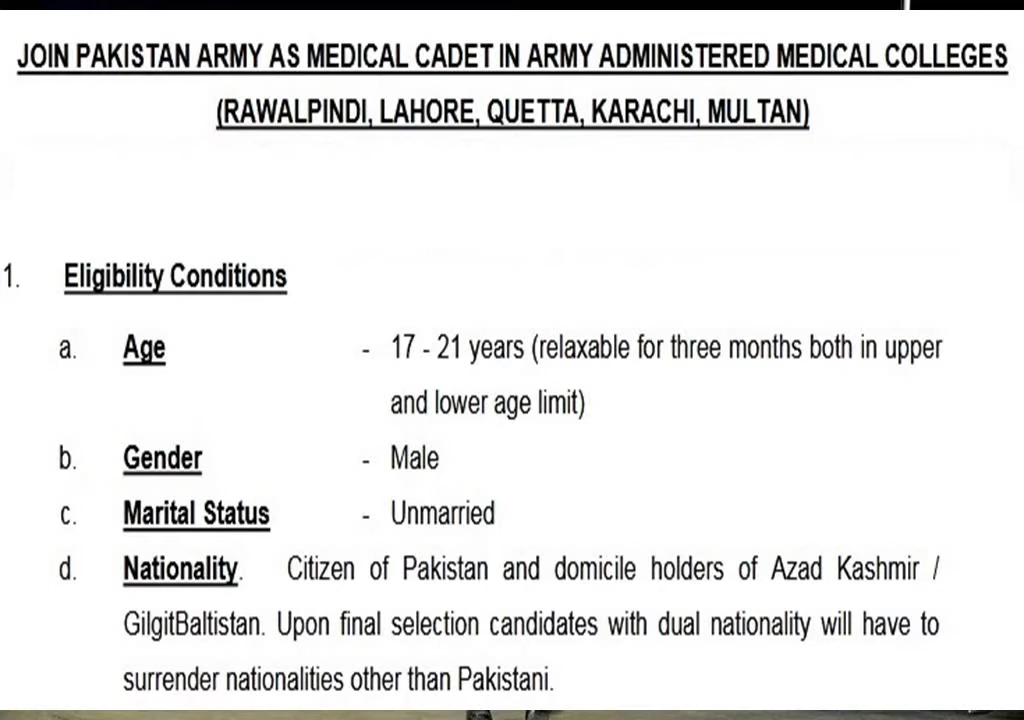 JOIN PAKISTAN ARMY AS MEDICAL CADET IN ARMY ADMINISTERED MEDICAL COLLEGES
(RAWALPINDI, LAHORE, QUETTA, KARACHI, MULTAN)
1. Eligibility Conditions
a. Age - 17 - 21 years (relaxable for three months both in upper
and lower age limit)
b. Gender - Male
c. Marital Status - Unmarried
d. Nationality. Citizen of Pakistan and domicile holders of Azad Kashmir /
GilgitBaltistan. Upon final selection candidates with dual nationality will have to
surrender nationalities other than Pakistani.